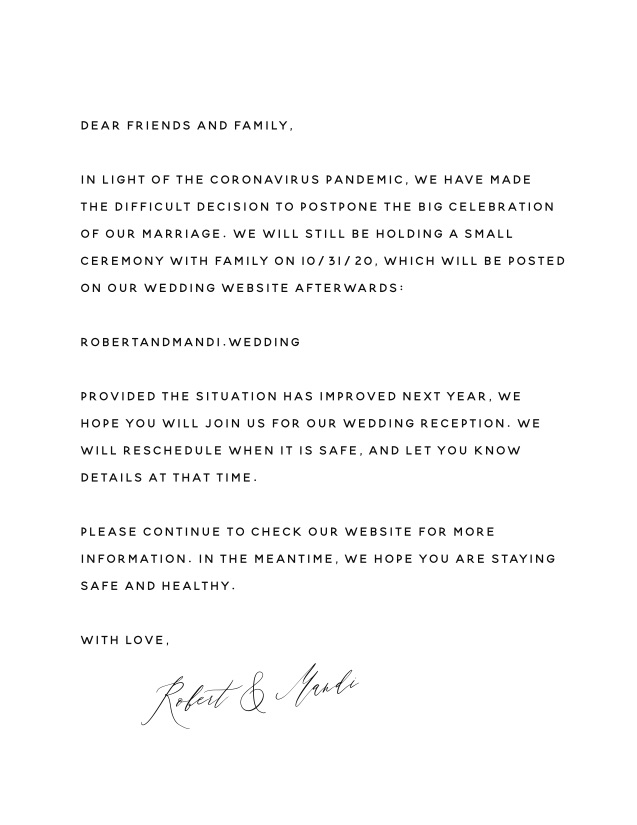 DEAR FRIENDS AND FAMILY,
IN LIGHT OF THE CORONAVIRUS PANDEMIC, WE HAVE MADE
THE DIFFICULT DECISION TO POSTPONE THE BIG CELEBRATION
OF OUR MARRIAGE. WE WILL STILL BE HOLDING A SMALL
CEREMONY WITH FAMILY ON 10/31/20, WHICH WILL BE POSTED
ON OUR WEDDING WEBSITE AFTERWARDS:
ROBERTANDMANDI.WEDDING
PROVIDED THE SITUATION HAS IMPROVED NEXT YEAR, WE
HOPE YOU WILL JOIN US FOR OUR WEDDING RECEPTION. WE
WILL RESCHEDULE WHEN IT IS SAFE, AND LET YOU KNOW
DETAILS AT THAT TIME.
PLEASE CONTINUE TO CHECK OUR WEBSITE FOR MORE
INFORMATION. IN THE MEANTIME, WE HOPE YOU ARE STAYING
SAFE AND HEALTHY.
WITH LOVE,
Robert & Mandi